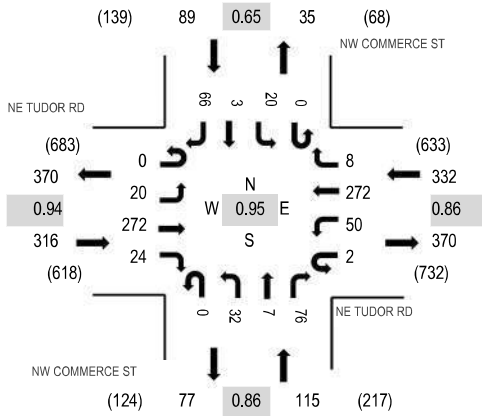 (139) 89 0.65 35 (68)
NW COMMERCE ST
66 3 20 0
NE TUDOR RD
(683) (633)
0 8
370 332
20 N 272
0.94 W 0.95 E 0.86
272 S 50
316 370
24 2
(618) (732)
0 32 7 76
NE TUDOR RD
NW COMMERCE ST
(124) 77 0.86 115 (217)